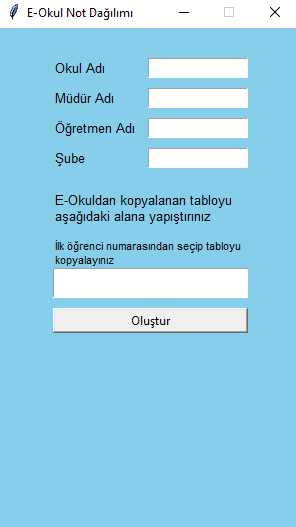 E-Okul Not Dağılımı
Okul Adı
Müdür Adı
Öğretmen Adı
Şube
E-Okuldan kopyalanan tabloyu
aşağıdaki alana yapıştırınız
İlk öğrenci numarasından seçip tabloyu
kopyalayınız
Oluştur